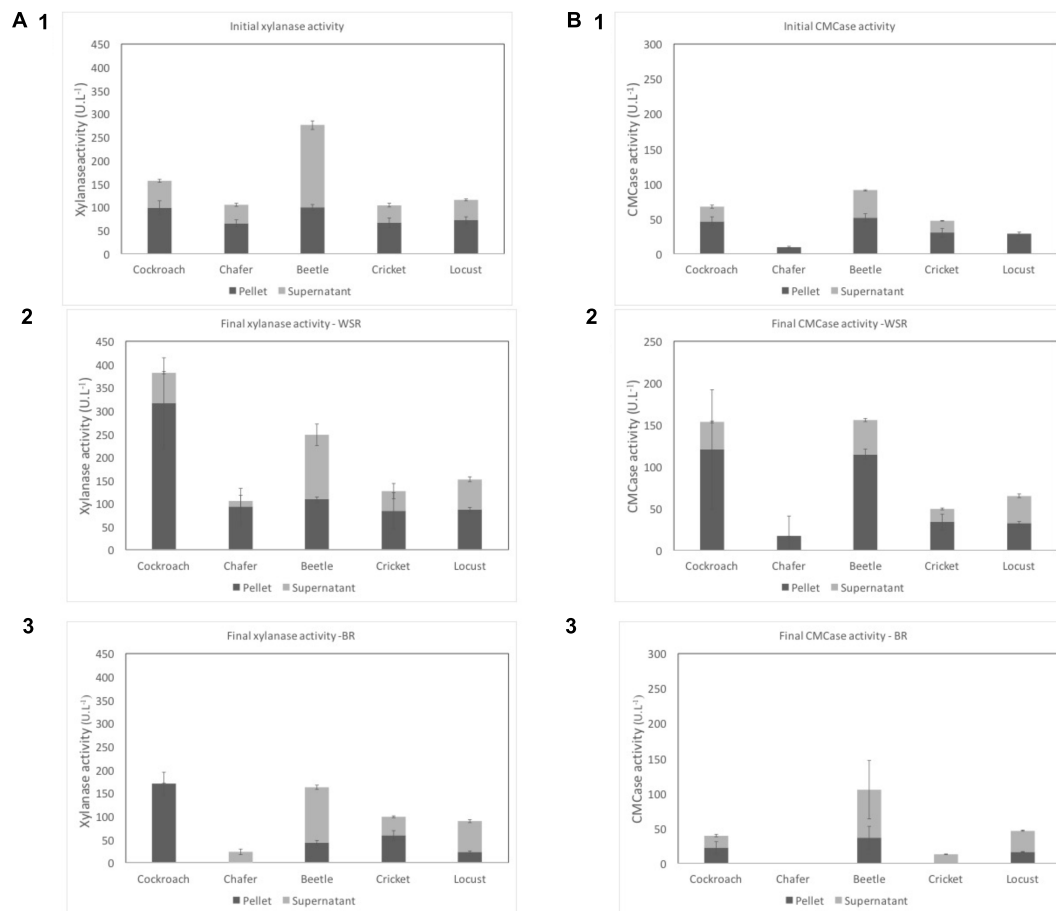 A 1
Initial xylanase activity
Xylanaseactivity (U.L⁻¹)
450
400
350
300
250
200
150
100
50
0
Cockroach Chafer Beetle Cricket Locust
Pellet Supernatant
B 1
Initial CMCase activity
CMCase activity (U.L⁻¹)
300
250
200
150
100
50
0
Cockroach Chafer Beetle Cricket Locust
Pellet Supernatant
2
Final xylanase activity - WSR
Xylanase activity (U.L⁻¹)
450
400
350
300
250
200
150
100
50
0
Cockroach Chafer Beetle Cricket Locust
Pellet Supernatant
2
Final CMCase activity -WSR
CMCase activity (U.L⁻¹)
250
200
150
100
50
0
Cockroach Chafer Beetle Cricket Locust
Pellet Supernatant
3
Final xylanase activity -BR
Xylanase activity (U.L⁻¹)
450
400
350
300
250
200
150
100
50
0
Cockroach Chafer Beetle Cricket Locust
Pellet Supernatant
3
Final CMCase activity - BR
CMCase activity (U.L⁻¹)
300
250
200
150
100
50
0
Cockroach Chafer Beetle Cricket Locust
Pellet Supernatant